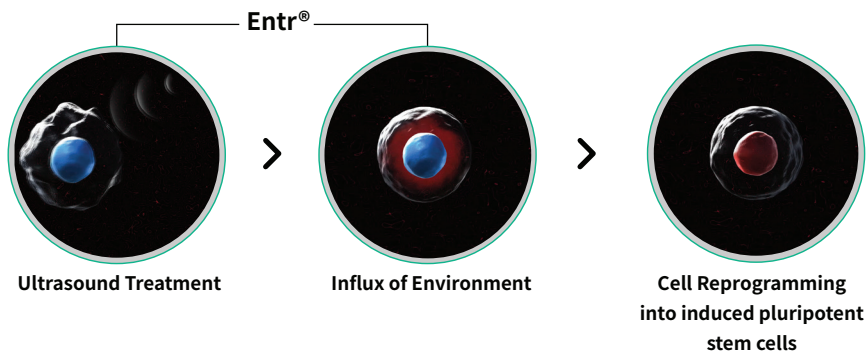 Entr®
Ultrasound Treatment
Influx of Environment
Cell Reprogramming
into induced pluripotent
stem cells